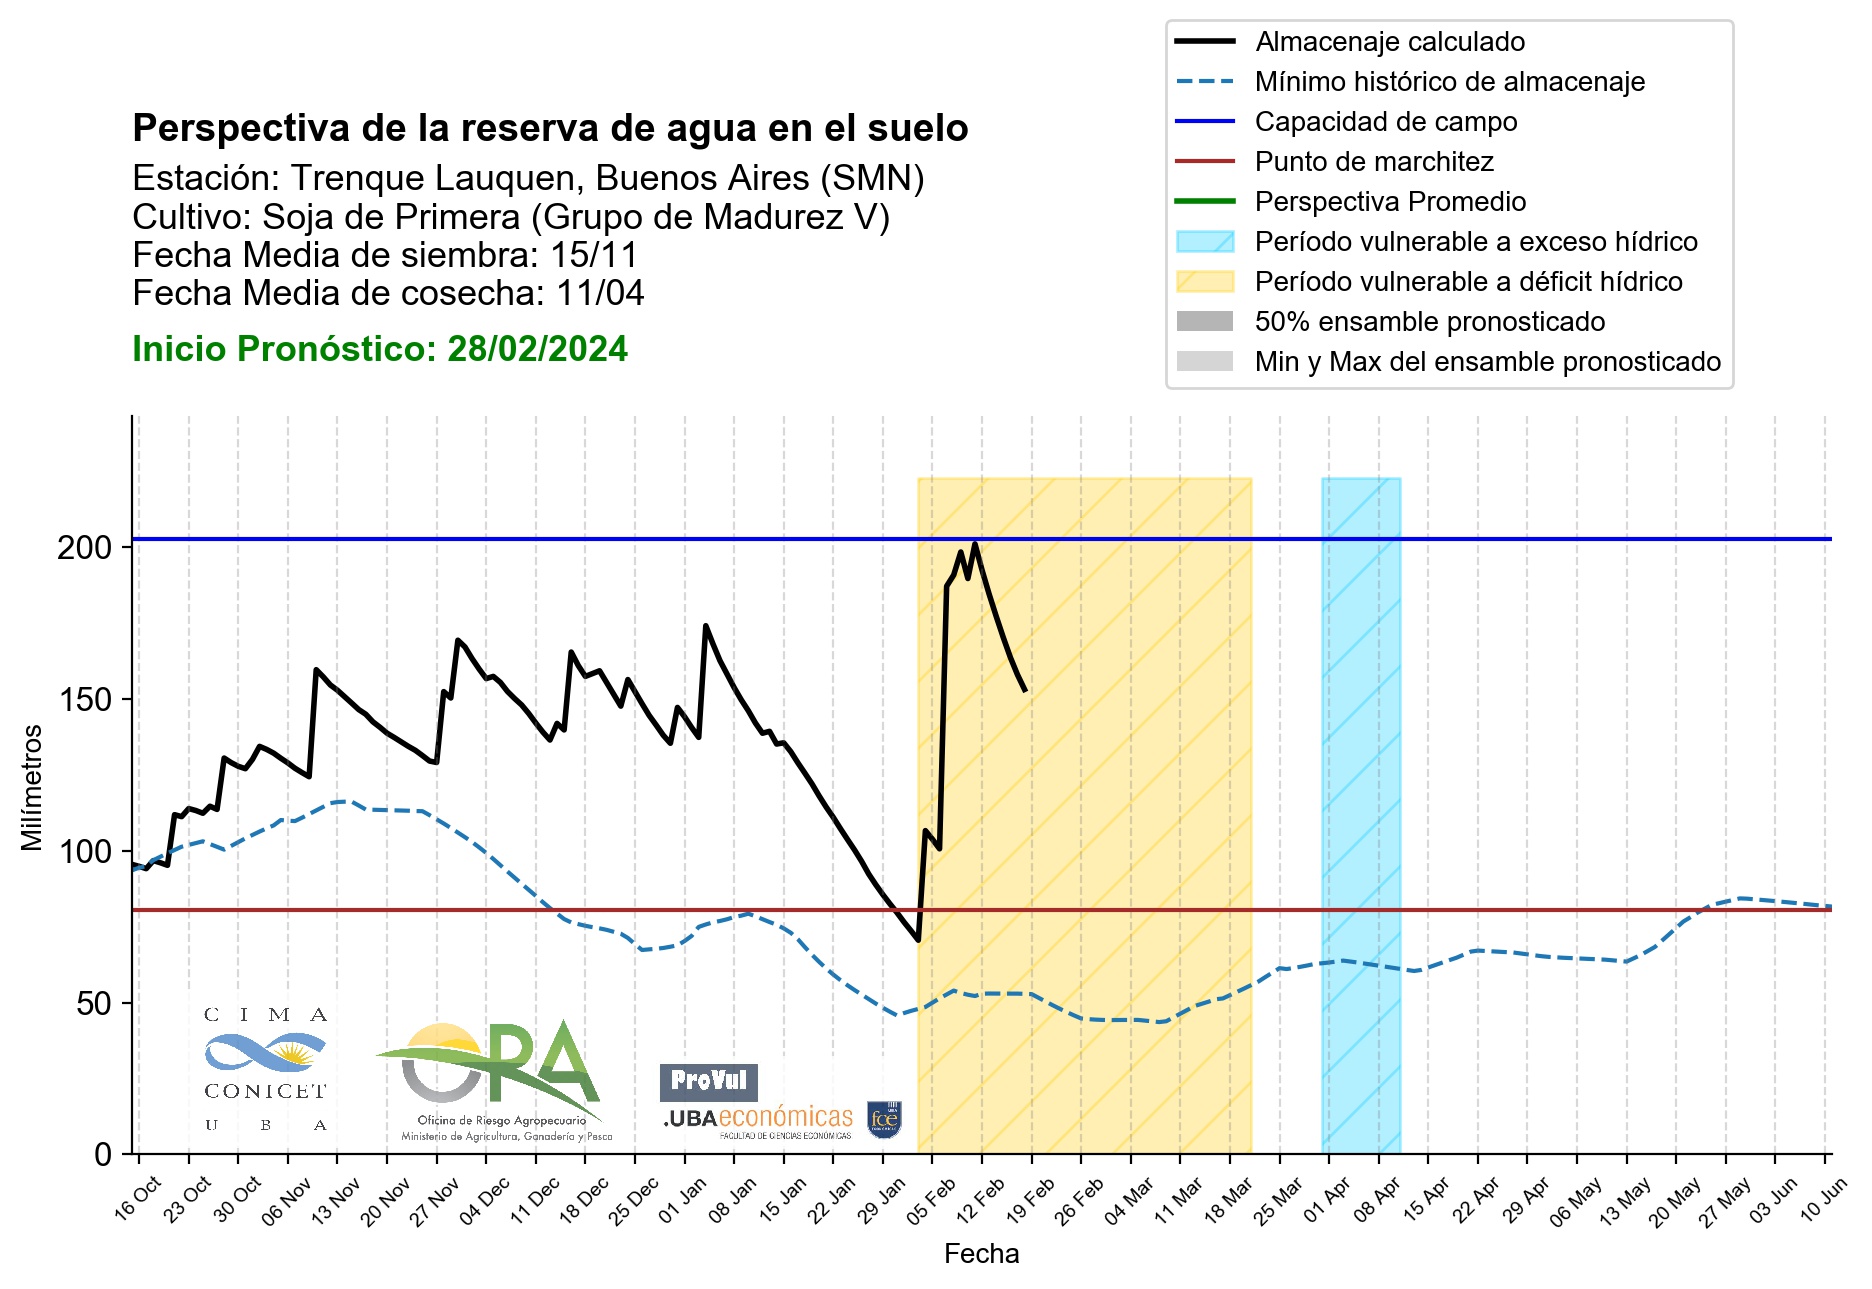 Almacenaje calculado
Mínimo histórico de almacenaje
Capacidad de campo
Punto de marchitez
Perspectiva Promedio
Período vulnerable a exceso hídrico
Período vulnerable a déficit hídrico
50% ensamble pronosticado
Min y Max del ensamble pronosticado
Perspectiva de la reserva de agua en el suelo
Estación: Trenque Lauquen, Buenos Aires (SMN)
Cultivo: Soja de Primera (Grupo de Madurez V)
Fecha Media de siembra: 15/11
Fecha Media de cosecha: 11/04
Inicio Pronóstico: 28/02/2024
Milímetros
200
150
100
50
0
C I M A
CONICET
U B A
ORA
Oficina de Riesgo Agropecuario
Ministerio de Agricultura, Ganadería y Pesca
ProVul
.UBAeconómicas
FACULTAD DE CIENCIAS ECONÓMICAS
UBA
fce
16 Oct 23 Oct 30 Oct 06 Nov 13 Nov 20 Nov 27 Nov 04 Dec 11 Dec 18 Dec 25 Dec 01 Jan 08 Jan 15 Jan 22 Jan 29 Jan 05 Feb 12 Feb 19 Feb 26 Feb 04 Mar 11 Mar 18 Mar 25 Mar 01 Apr 08 Apr 15 Apr 22 Apr 29 Apr 06 May 13 May 20 May 27 May 03 Jun 10 Jun
Fecha